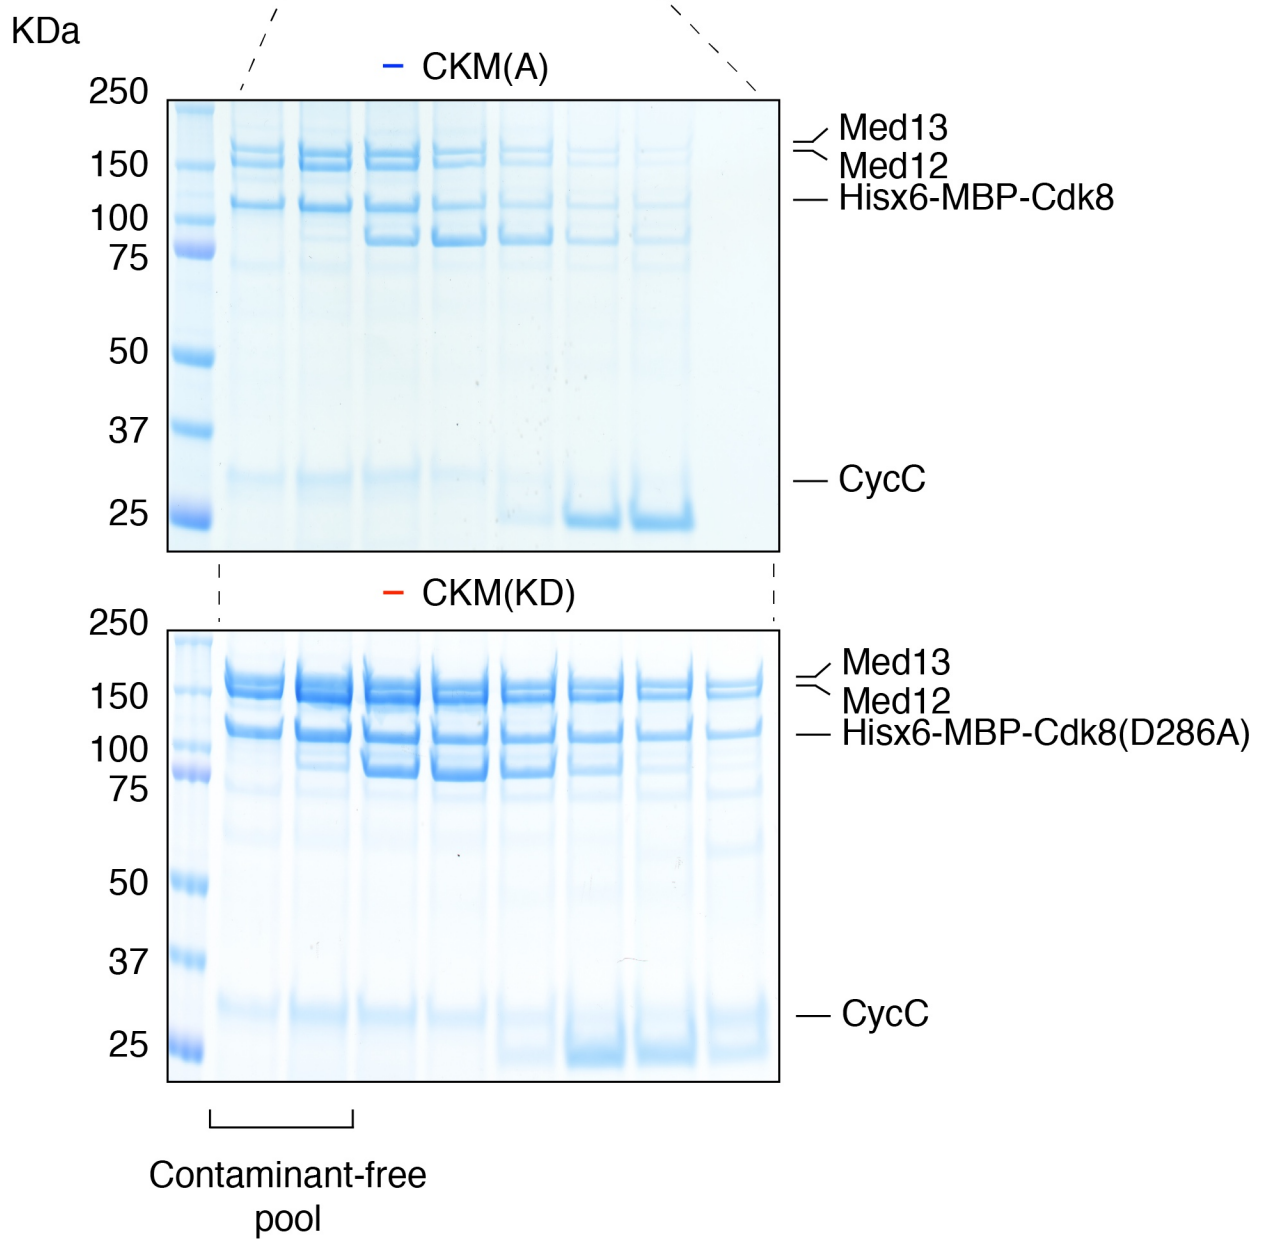 KDa
CKM(A)
250
150
100
75
50
37
25
Med13
Med12
Hisx6-MBP-Cdk8
CycC
CKM(KD)
250
150
100
75
50
37
25
Med13
Med12
Hisx6-MBP-Cdk8(D286A)
CycC
Contaminant-free
pool